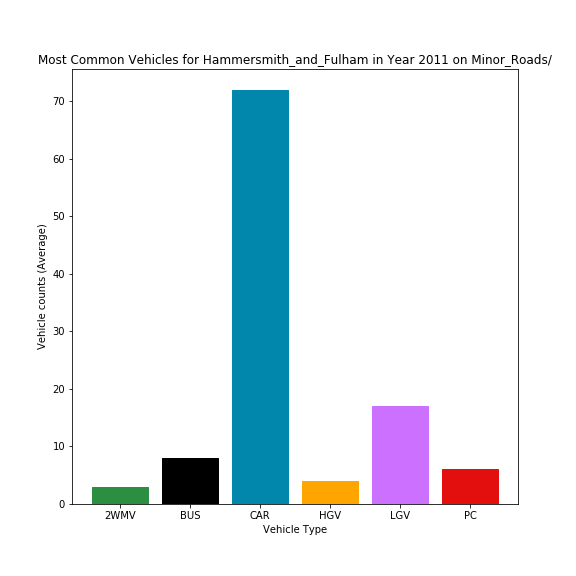 Most Common Vehicles for Hammersmith_and_Fulham in Year 2011 on Minor_Roads/
70
60
50
40
30
20
10
0
Vehicle counts (Average)
2WMV BUS CAR HGV LGV PC
Vehicle Type